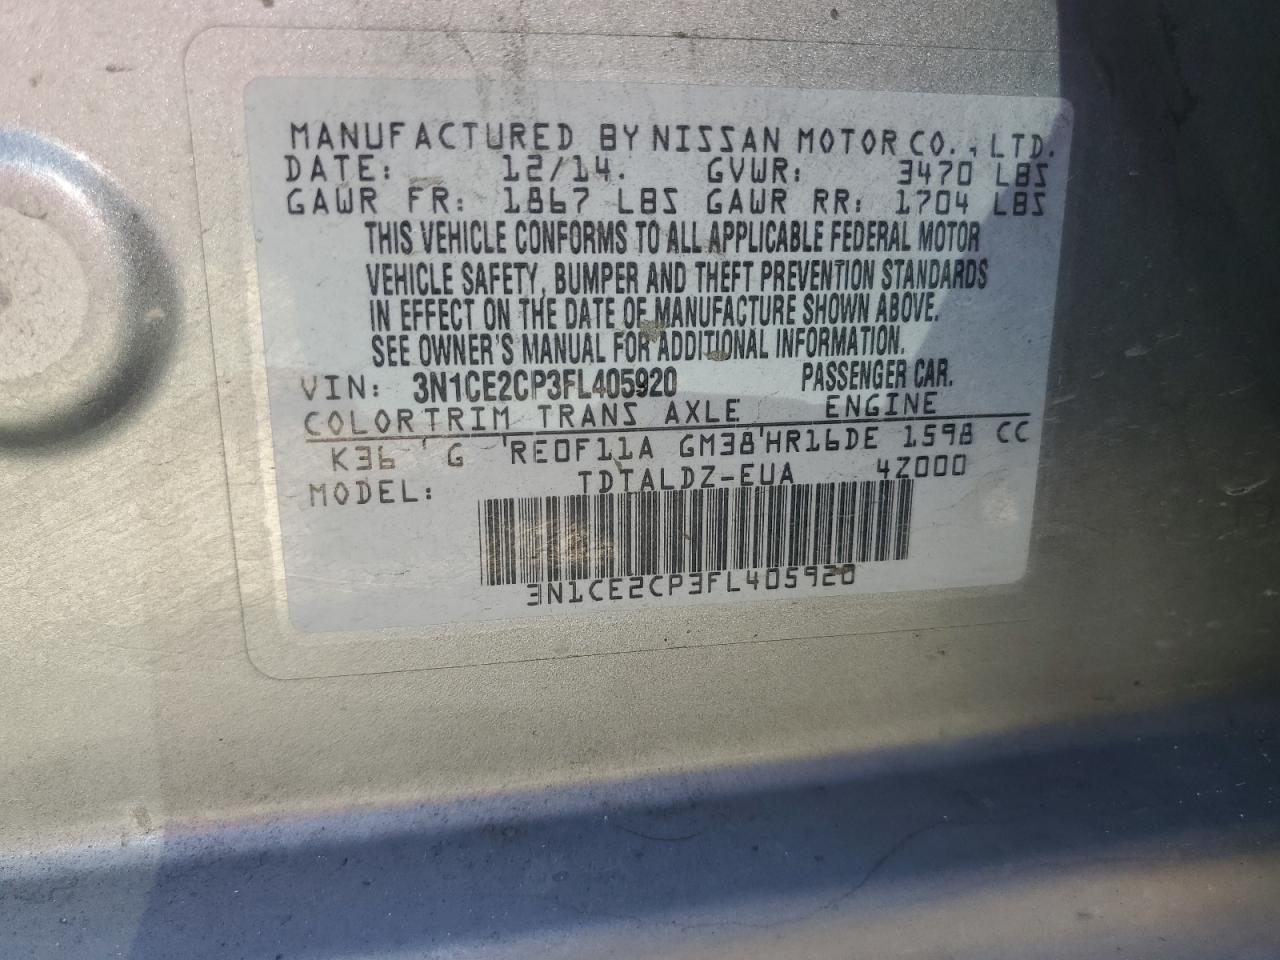 MANUFACTURED BY NISSAN MOTOR CO., LTD.
DATE: 12/14. GVWR: 3470 LBS
GAWR FR: 1867 LBS GAWR RR: 1704 LBS
THIS VEHICLE CONFORMS TO ALL APPLICABLE FEDERAL MOTOR
VEHICLE SAFETY, BUMPER AND THEFT PREVENTION STANDARDS
IN EFFECT ON THE DATE OF MANUFACTURE SHOWN ABOVE.
SEE OWNER'S MANUAL FOR ADDITIONAL INFORMATION.
VIN: 3N1CE2CP3FL405920 PASSENGER CAR.
COLOR TRIM TRANS AXLE ENGINE
K36 G RE0F11A GM38 HR16DE 1598 CC
MODEL: TDTALDZ-EUA 4Z000
3N1CE2CP3FL405920